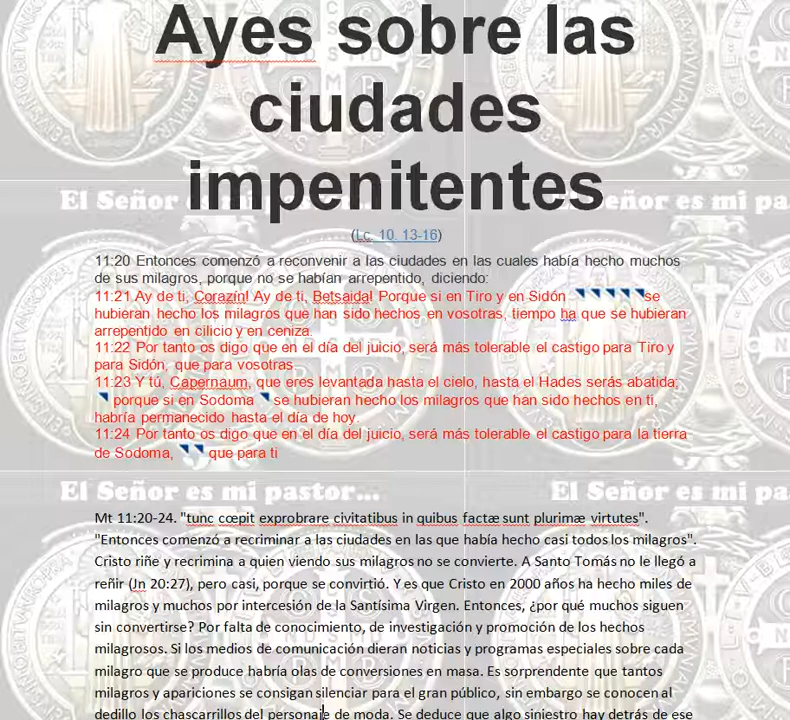 Ayes sobre las
ciudades
impenitentes
El Señor es mi pa
(Lc. 10. 13-16)
11:20 Entonces comenzó a reconvenir a las ciudades en las cuales había hecho muchos
de sus milagros, porque no se habían arrepentido, diciendo:
11:21 Ay de ti, Corazín! Ay de ti, Betsaida! Porque si en Tiro y en Sidón se
hubieran hecho los milagros que han sido hechos en vosotras, tiempo ha que se hubieran
arrepentido en cilicio y en ceniza.
11:22 Por tanto os digo que en el día del juicio, será más tolerable el castigo para Tiro y
para Sidón, que para vosotras
11:23 Y tú, Capernaum, que eres levantada hasta el cielo, hasta el Hades serás abatida;
porque si en Sodoma se hubieran hecho los milagros que han sido hechos en ti,
habría permanecido hasta el día de hoy.
11:24 Por tanto os digo que en el día del juicio, será más tolerable el castigo para la tierra
de Sodoma, que para ti
El Señor es mi pastor... El Señor es mi pa
Mt 11:20-24. "tunc cœpit exprobrare civitatibus in quibus factæ sunt plurimæ virtutes".
"Entonces comenzó a recriminar a las ciudades en las que había hecho casi todos los milagros".
Cristo riñe y recrimina a quien viendo sus milagros no se convierte. A Santo Tomás no le llegó a
reñir (Jn 20:27), pero casi, porque se convirtió. Y es que Cristo en 2000 años ha hecho miles de
milagros y muchos por intercesión de la Santísima Virgen. Entonces, ¿por qué muchos siguen
sin convertirse? Por falta de conocimiento, de investigación y promoción de los hechos
milagrosos. Si los medios de comunicación dieran noticias y programas especiales sobre cada
milagro que se produce habría olas de conversiones en masa. Es sorprendente que tantos
milagros y apariciones se consigan silenciar para el gran público, sin embargo se conocen al
dedillo los chascarrillos del personaje de moda. Se deduce que algo siniestro hay detrás de ese